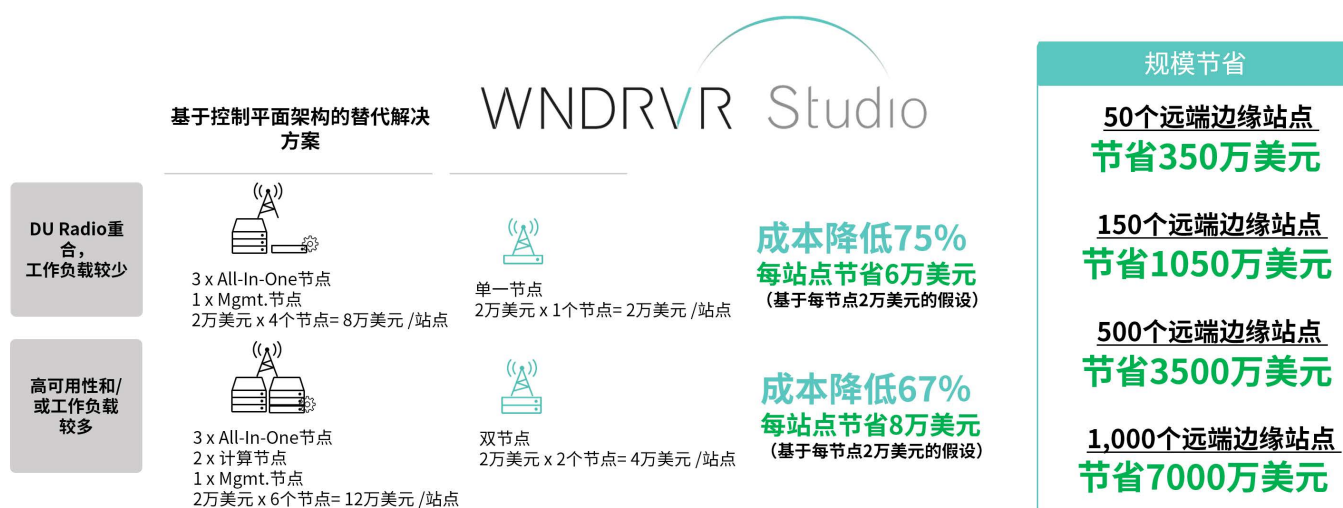 WNDRVR Studio
基于控制平面架构的替代解决
方案
DU Radio重
合，
工作负载较少
3 x All-In-One节点
1 x Mgmt.节点
2万美元 x 4个节点= 8万美元 /站点
单一节点
2万美元 x 1个节点= 2万美元 /站点
成本降低75%
每站点节省6万美元
（基于每节点2万美元的假设）
高可用性和/
或工作负载
较多
3 x All-In-One节点
2 x 计算节点
1 x Mgmt.节点
2万美元 x 6个节点= 12万美元 /站点
双节点
2万美元 x 2个节点= 4万美元 /站点
成本降低67%
每站点节省8万美元
（基于每节点2万美元的假设）
规模节省
50个远端边缘站点
节省350万美元
150个远端边缘站点
节省1050万美元
500个远端边缘站点
节省3500万美元
1,000个远端边缘站点
节省7000万美元